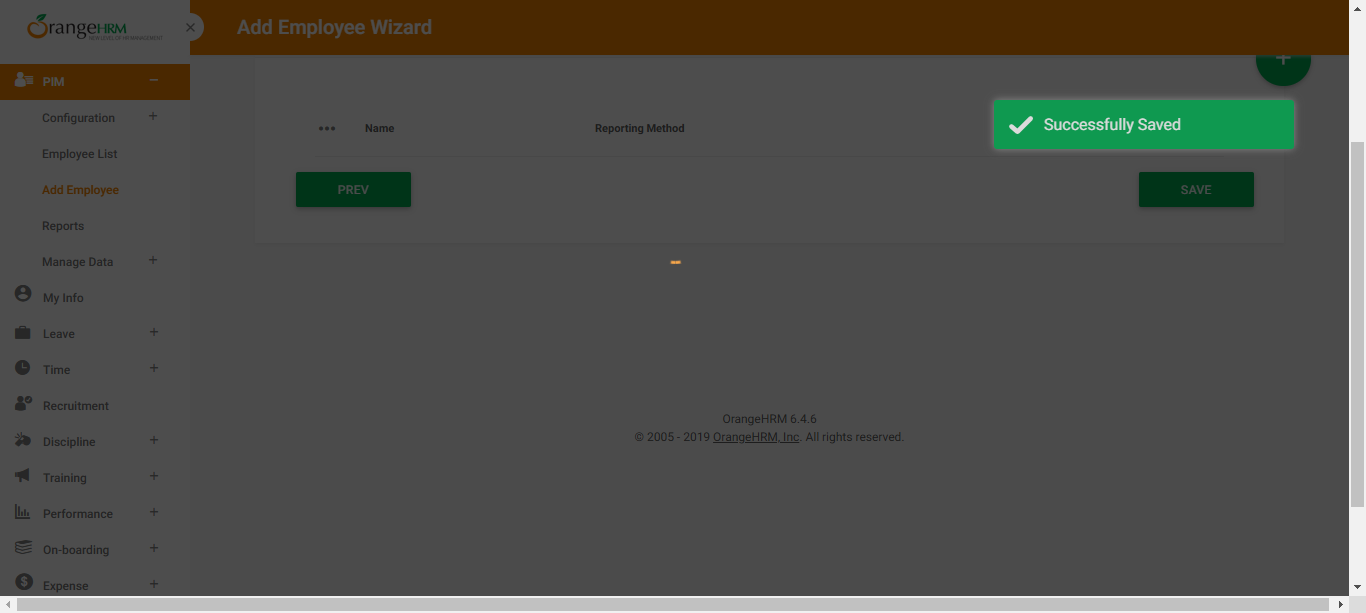 OrangeHRM
Add Employee Wizard
PIM
Configuration
Employee List
Add Employee
Reports
Manage Data
My Info
Leave
Time
Recruitment
Discipline
Training
Performance
On-boarding
Expense
Name Reporting Method
Successfully Saved
PREV SAVE
OrangeHRM 6.4.6
© 2005 - 2019 OrangeHRM, Inc. All rights reserved.